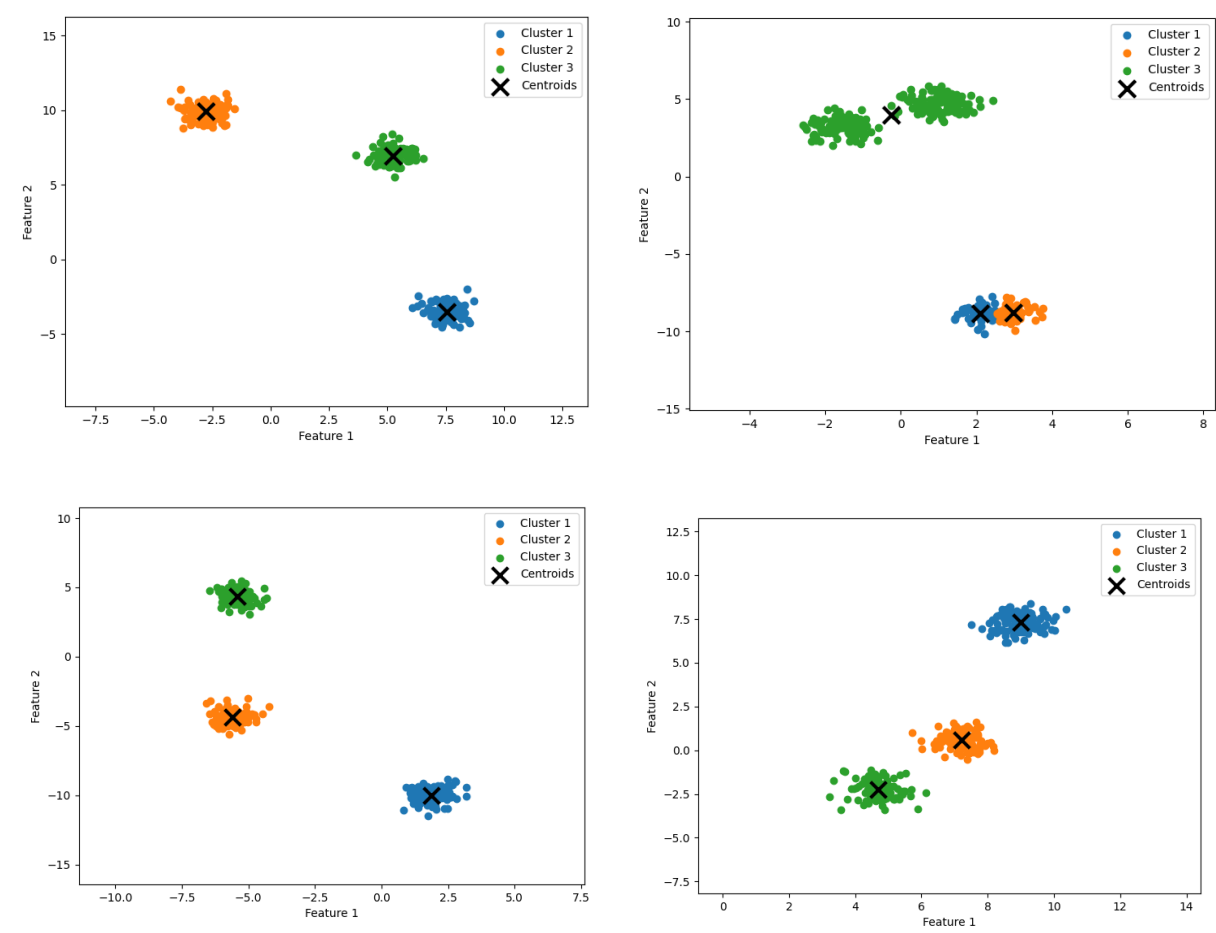 Cluster 1
Cluster 2
Cluster 3
Centroids
15
10
5
0
−5
Feature 2
−7.5 −5.0 −2.5 0.0 2.5 5.0 7.5 10.0 12.5
Feature 1
Cluster 1
Cluster 2
Cluster 3
Centroids
10
5
0
−5
−10
−15
Feature 2
−4 −2 0 2 4 6 8
Feature 1
Cluster 1
Cluster 2
Cluster 3
Centroids
10
5
0
−5
−10
−15
Feature 2
−10.0 −7.5 −5.0 −2.5 0.0 2.5 5.0 7.5
Feature 1
Cluster 1
Cluster 2
Cluster 3
Centroids
12.5
10.0
7.5
5.0
2.5
0.0
−2.5
−5.0
−7.5
Feature 2
0 2 4 6 8 10 12 14
Feature 1